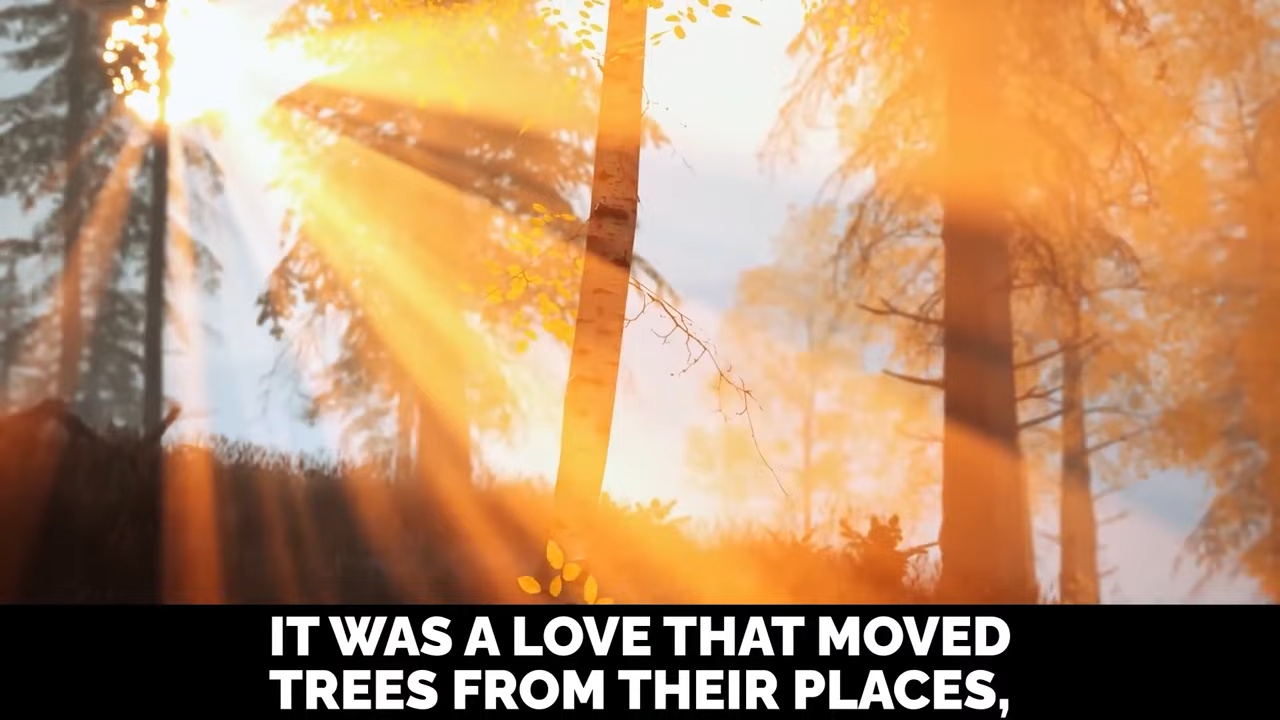 IT WAS A LOVE THAT MOVED
TREES FROM THEIR PLACES,